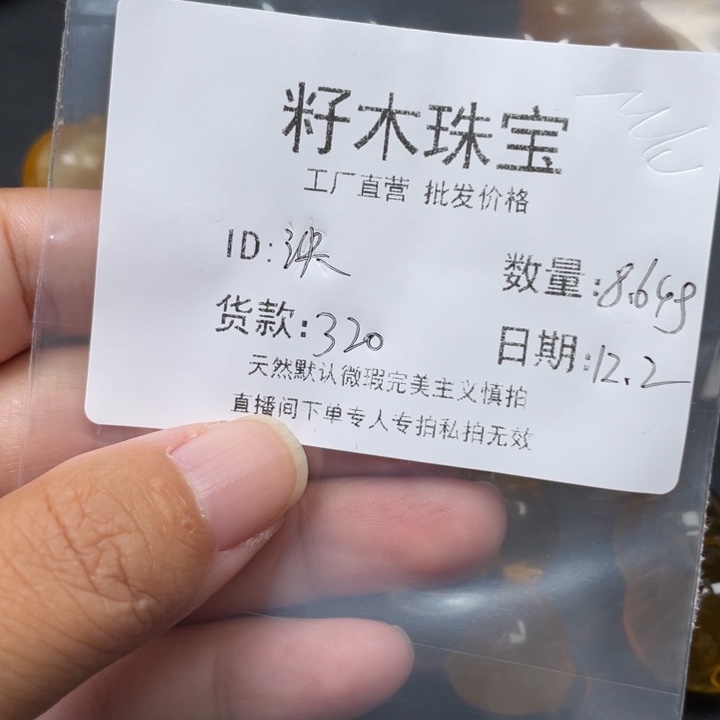 籽木珠宝
工厂直营 批发价格
ID: 数量:8.64g
货款:320 日期:12.2
天然默认微瑕完美主义慎拍
直播间下单专人专拍私拍无效